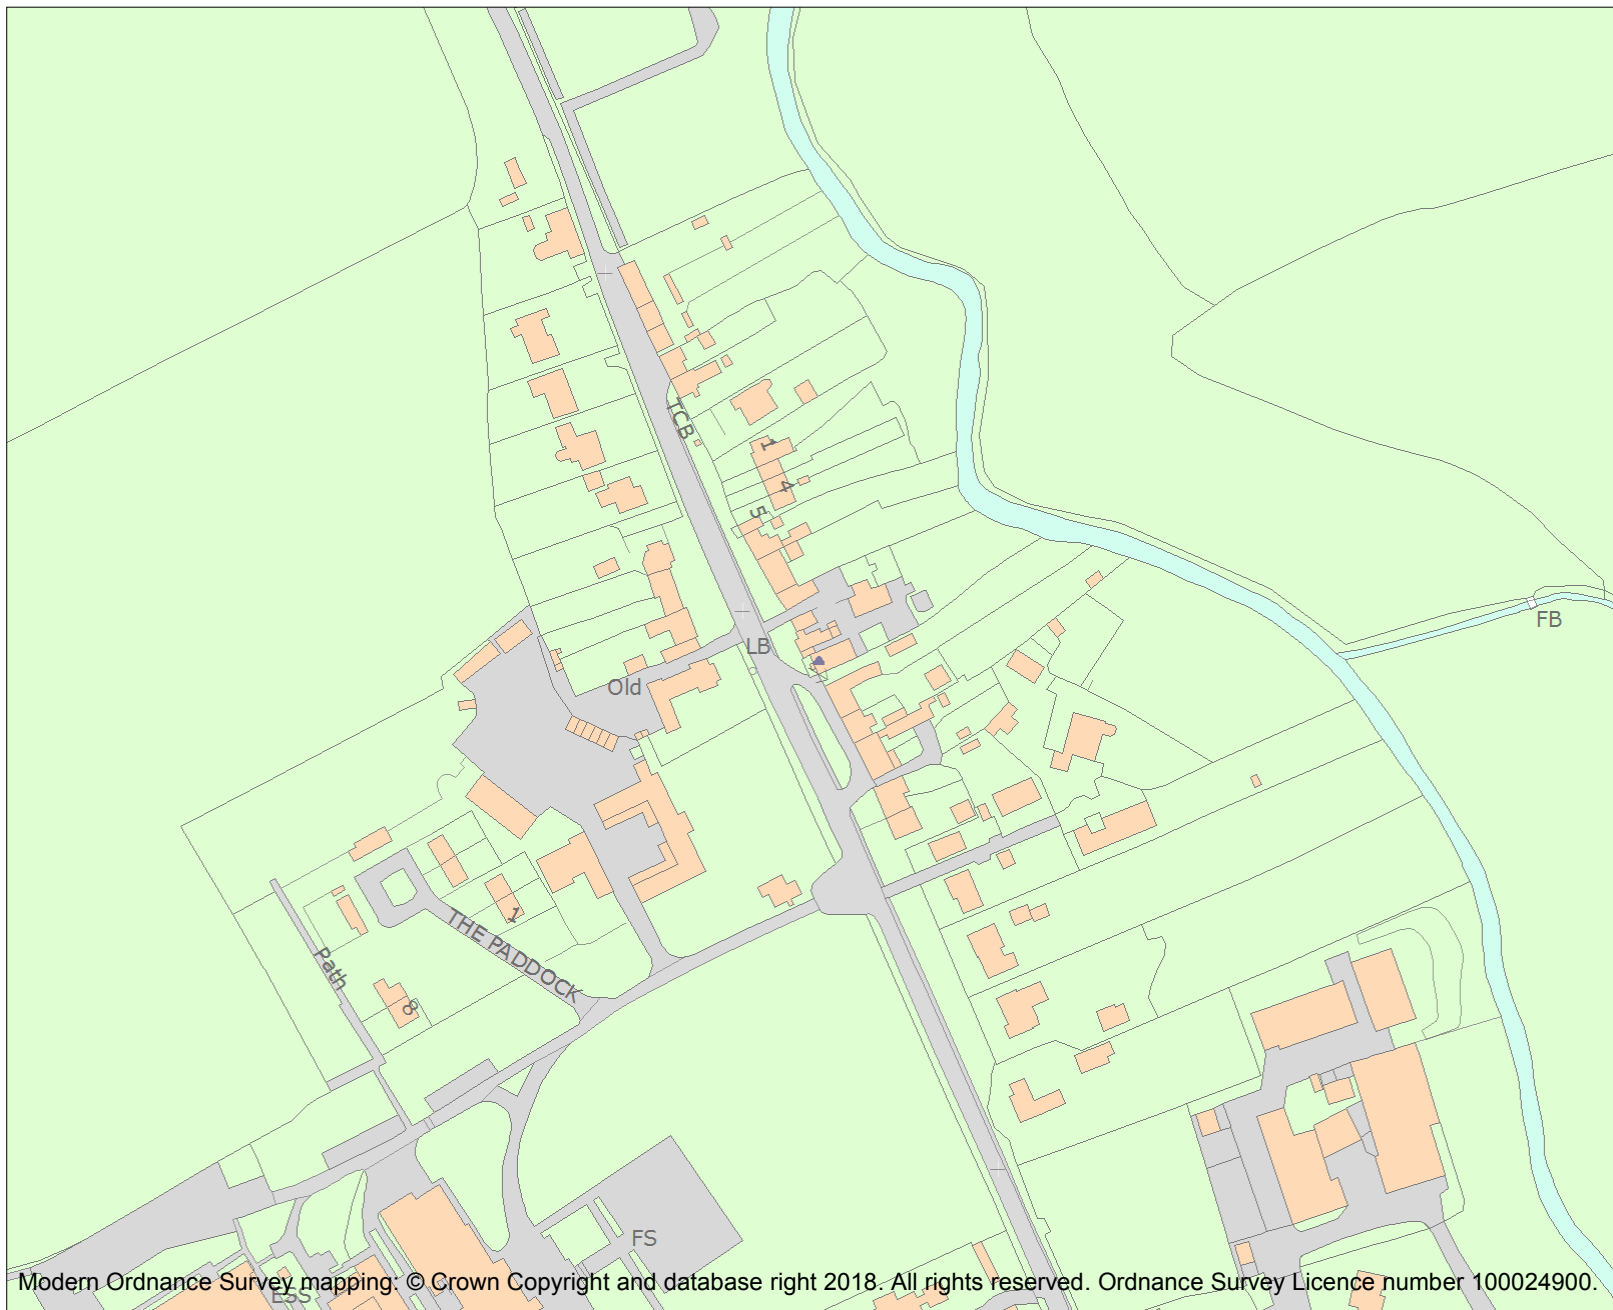 TCB
1
4
5
LB
FB
Old
1
THE PADDOCK
Path
8
FS
Modern Ordnance Survey mapping: © Crown Copyright and database right 2018. All rights reserved. Ordnance Survey Licence number 100024900.
ESS